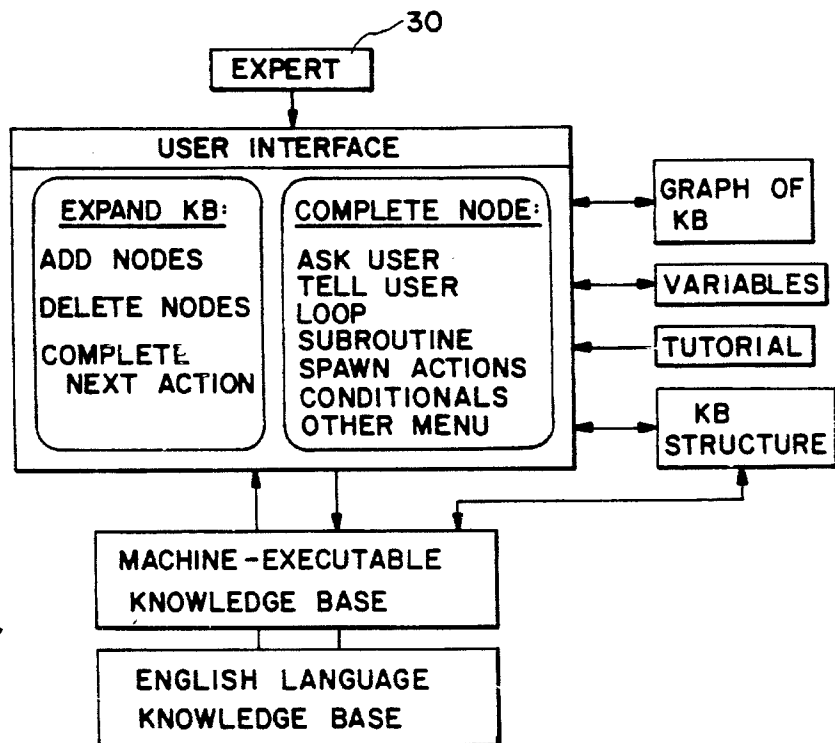 30
EXPERT
USER INTERFACE
EXPAND KB:
ADD NODES
DELETE NODES
COMPLETE
NEXT ACTION
COMPLETE NODE:
ASK USER
TELL USER
LOOP
SUBROUTINE
SPAWN ACTIONS
CONDITIONALS
OTHER MENU
GRAPH OF
KB
VARIABLES
TUTORIAL
KB
STRUCTURE
MACHINE-EXECUTABLE
KNOWLEDGE BASE
ENGLISH LANGUAGE
KNOWLEDGE BASE